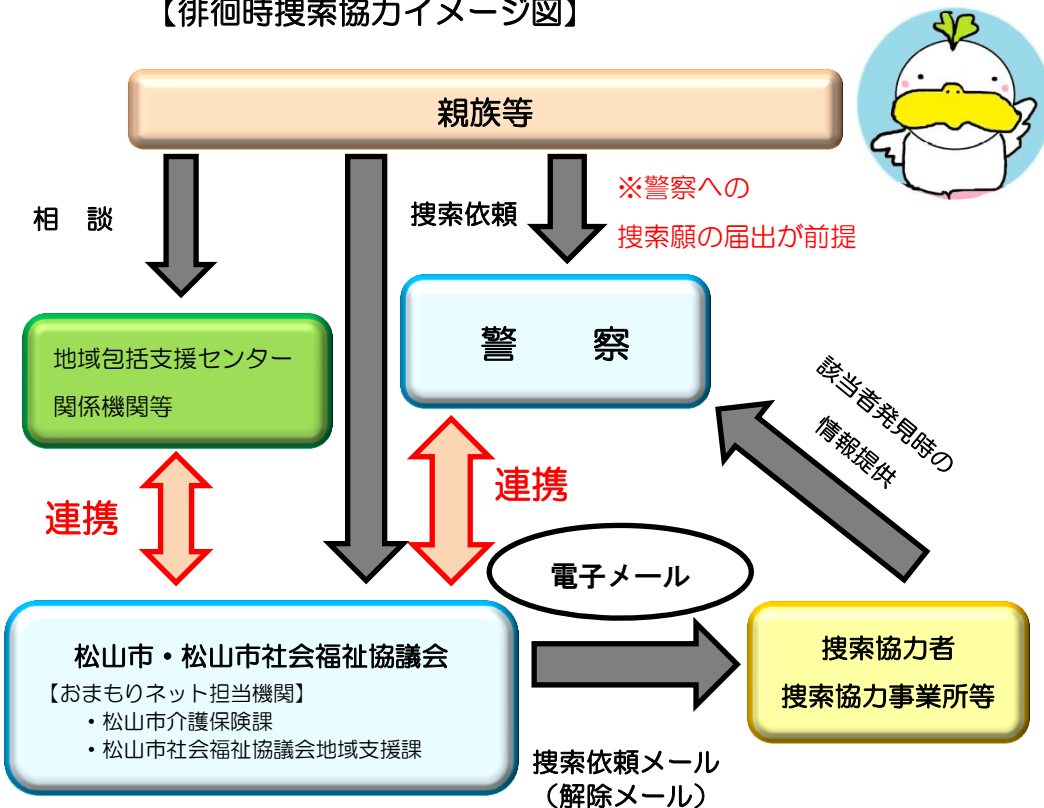 【徘徊時捜索協力イメージ図】
親族等
相 談
捜索依頼
※警察への
捜索願の届出が前提
警 察
地域包括支援センター
関係機関等
該当者発見時の
情報提供
連携
連携
電子メール
松山市・松山市社会福祉協議会
【おまもりネット担当機関】
・松山市介護保険課
・松山市社会福祉協議会地域支援課
捜索協力者
捜索協力事業所等
捜索依頼メール
（解除メール）